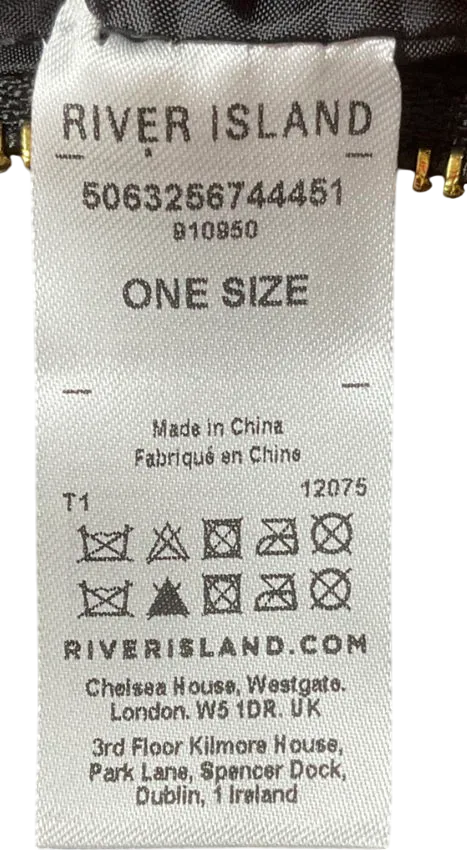 RIVER ISLAND
5063256744451
910950
ONE SIZE
Made in China
Fabriqué en Chine
T1 12075
RIVERISLAND.COM
Chelsea House, Westgate.
London. W5 1DR. UK
3rd Floor Kilmore House,
Park Lane, Spencer Dock,
Dublin, 1 Ireland